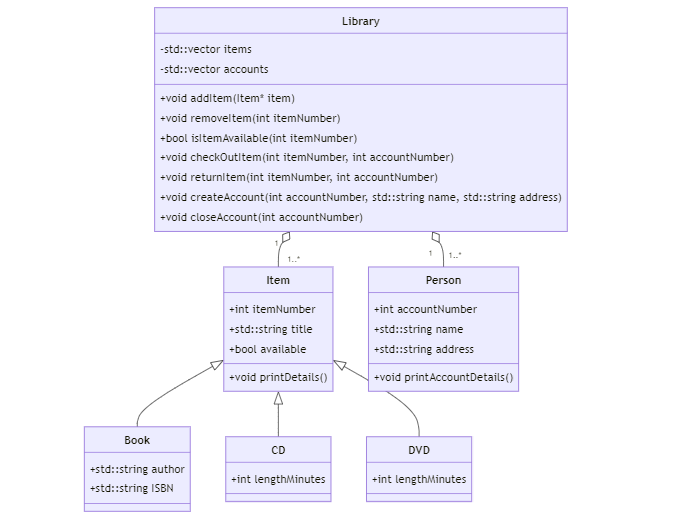 Library
-std::vector items
-std::vector accounts
+void addItem(Item* item)
+void removeItem(int itemNumber)
+bool isItemAvailable(int itemNumber)
+void checkOutItem(int itemNumber, int accountNumber)
+void returnItem(int itemNumber, int accountNumber)
+void createAccount(int accountNumber, std::string name, std::string address)
+void closeAccount(int accountNumber)
1
1..*
1
1..*
Item
+int itemNumber
+std::string title
+bool available
+void printDetails()
Person
+int accountNumber
+std::string name
+std::string address
+void printAccountDetails()
Book
+std::string author
+std::string ISBN
CD
+int lengthMinutes
DVD
+int lengthMinutes